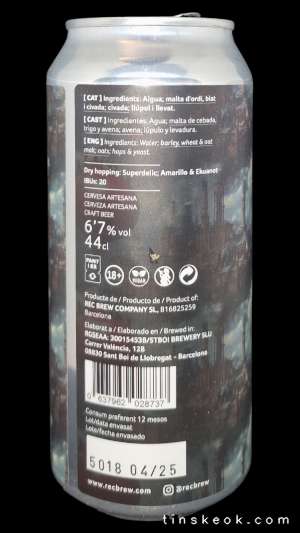 [ CAT ] Ingredients: Aigua; malta d'ordi, blat
i civada; civada; llúpol i llevat.
[ CAST ] Ingredientes: Agua; malta de cebada,
trigo y avena; avena; lúpulo y levadura.
[ ENG ] Ingredients: Water; barley, wheat & oat
malt; oats; hops & yeast.
Dry hopping: Superdelic; Amarillo & Ekuanot
IBUs: 20
CERVESA ARTESANA
CERVEZA ARTESANA
CRAFT BEER
6'7% vol
44cl
18+
VEGAN
Producte de / Producto de / Product of:
REC BREW COMPANY SL, B16825259
Barcelona
Elaborat a / Elaborado en / Brewed in:
RGSEAA: 30015453B/STBOI BREWERY SLU
Carrer València, 12B
08830 Sant Boi de Llobregat - Barcelona
0 637962 028737
Consum preferent 12 mesos
Lot/data envasat
Lote/fecha envasado
5018 04/25
www.recbrew.com
@recbrew
tinskeok.com